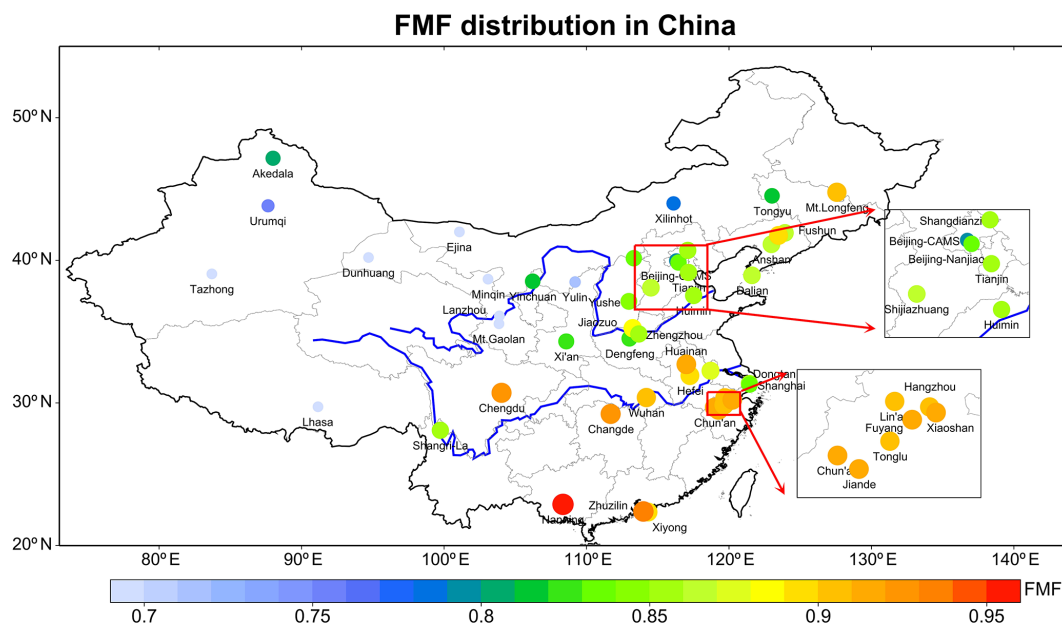 FMF distribution in China
50° N
Akedala
Urumqi
Xilinhot
Tongyu
Mt.Longfeng
Shangdianzi
Ejina
Fushun
Beijing-CAMS
40° N
Dunhuang
Anshan
Beijing-Nanjiao
Tazhong
Beijing-CAMS
Tianjin
Tianjin
Dalian
Minqin
Yinchuan
Yulin
Yushe
Lanzhou
Huimin
Shijiazhuang
Jiaozuo
Huimin
Mt.Gaolan
Zhengzhou
Xi'an
Dengfeng
Huainan
Dongtan
Hefei
Shanghai
Hangzhou
30° N
Chengdu
Lin'a
Lhasa
Changde
Wuhan
Chun'an
Fuyang
Xiaoshan
Shangri-La
Tonglu
Chun'a
Jiande
Zhuzilin
Nanning
Xiyong
20° N
80° E
90° E
100° E
110° E
120° E
130° E
140° E
FMF
0.7
0.75
0.8
0.85
0.9
0.95